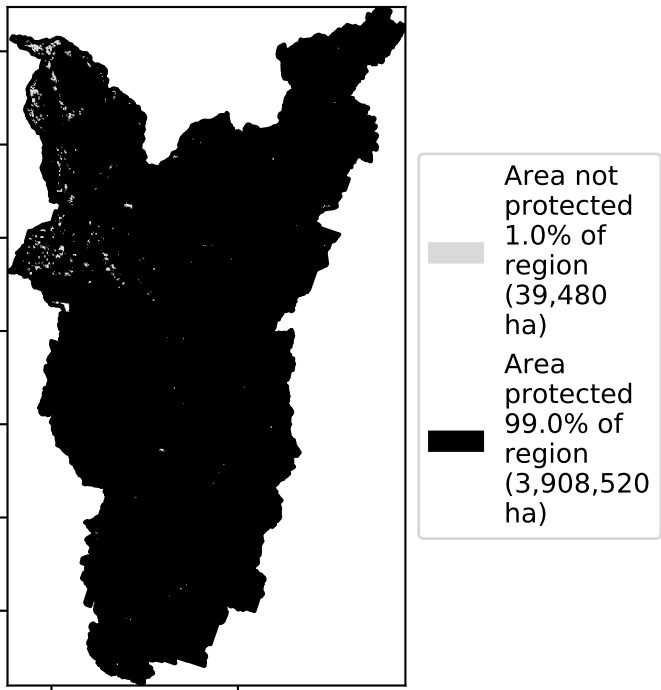 Area not
protected
1.0% of
region
(39,480
ha)
Area
protected
99.0% of
region
(3,908,520
ha)